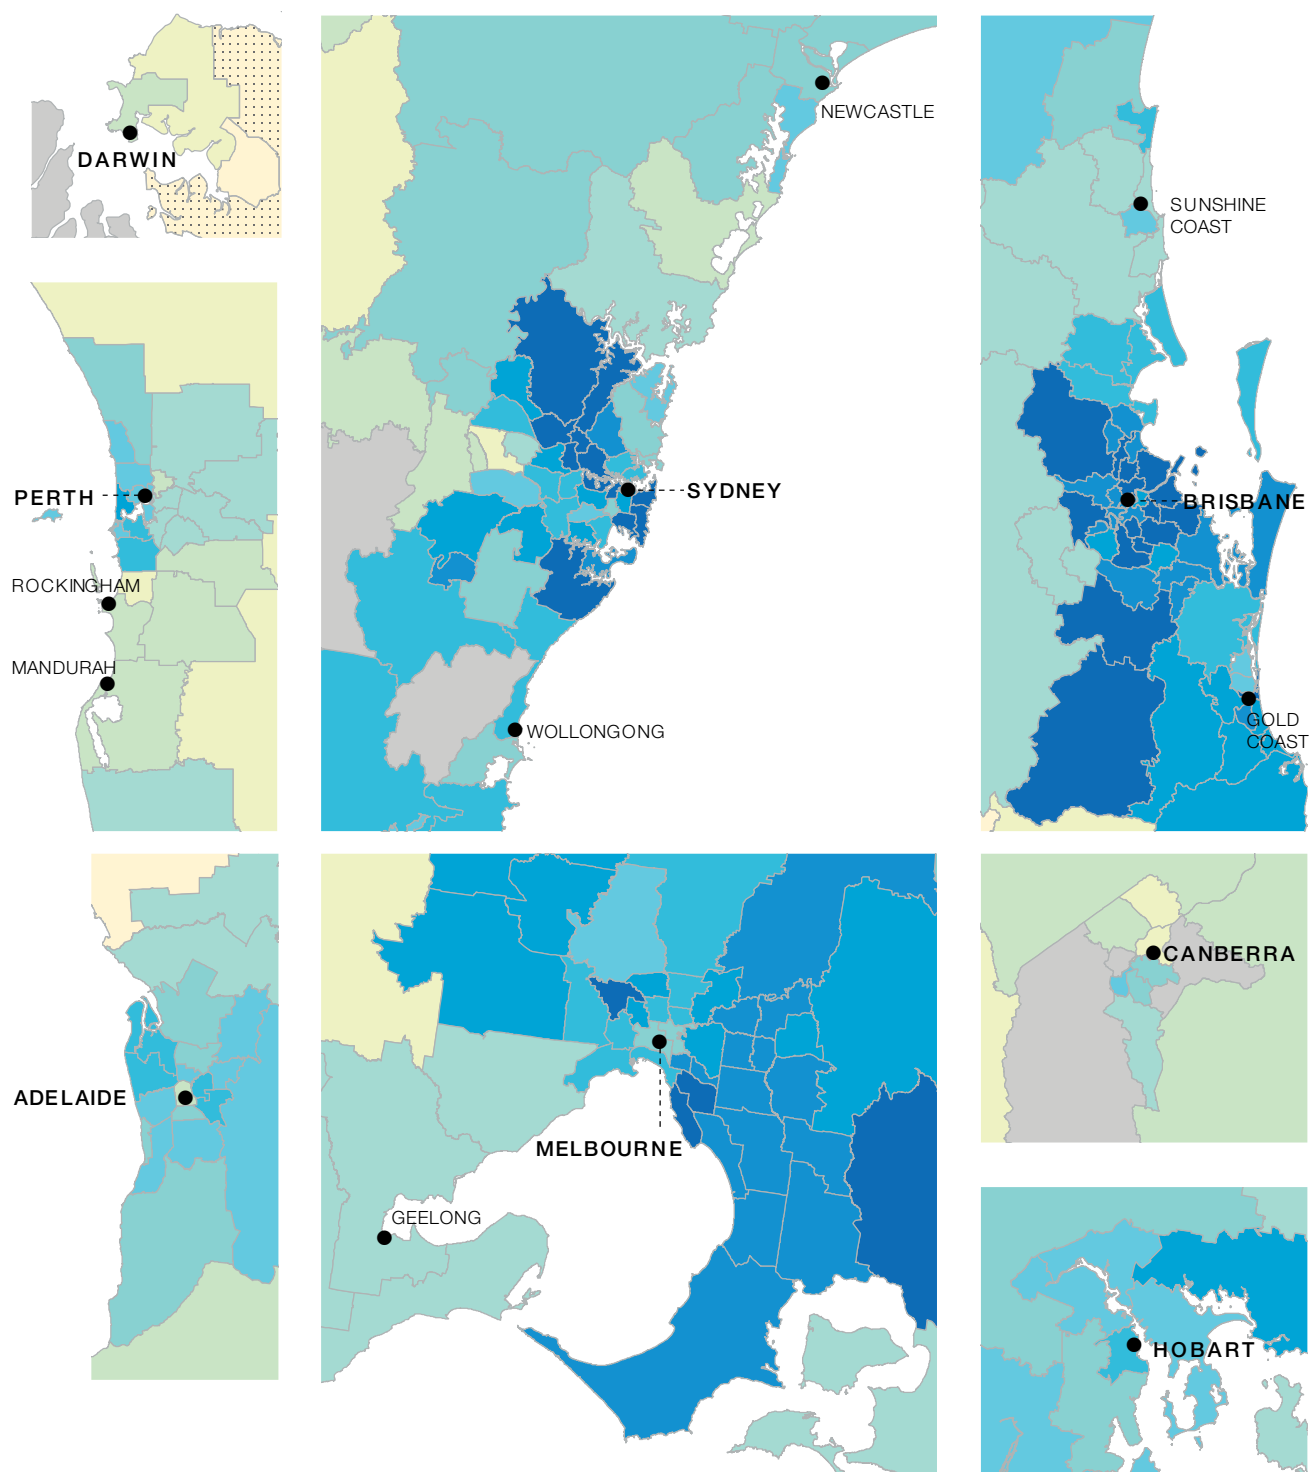 NEWCASTLE
DARWIN
SUNSHINE
COAST
PERTH
SYDNEY
BRISBANE
ROCKINGHAM
MANDURAH
WOLLONGONG
GOLD
COAST
CANBERRA
ADELAIDE
MELBOURNE
GEELONG
HOBART